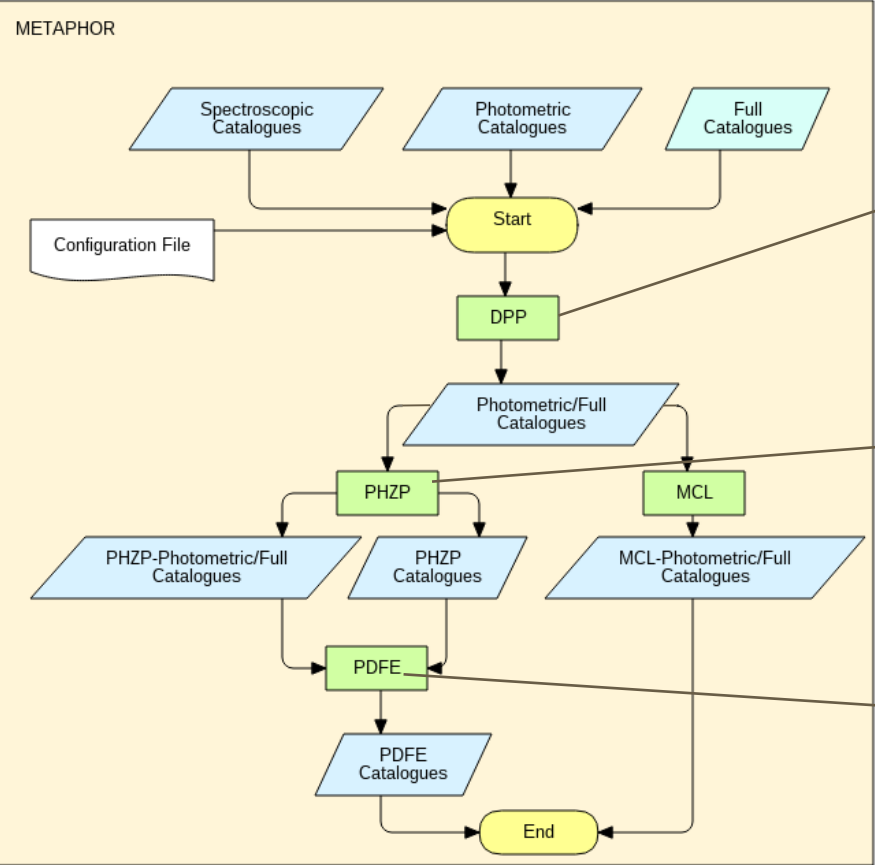 METAPHOR
Spectroscopic
Catalogues
Photometric
Catalogues
Full
Catalogues
Start
Configuration File
DPP
Photometric/Full
Catalogues
PHZP
MCL
PHZP-Photometric/Full
Catalogues
PHZP
Catalogues
MCL-Photometric/Full
Catalogues
PDFE
PDFE
Catalogues
End